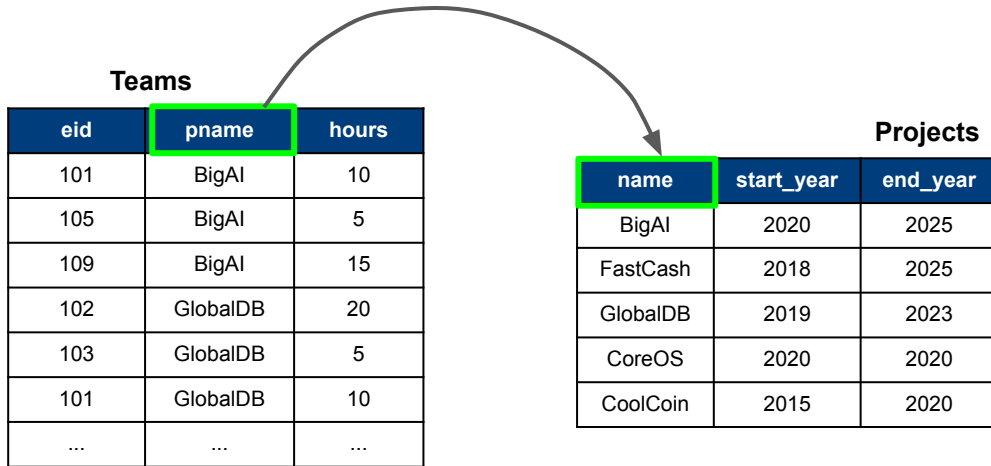 Teams
eid pname hours
101 BigAI 10
105 BigAI 5
109 BigAI 15
102 GlobalDB 20
103 GlobalDB 5
101 GlobalDB 10
... ... ...
Projects
name start_year end_year
BigAI 2020 2025
FastCash 2018 2025
GlobalDB 2019 2023
CoreOS 2020 2020
CoolCoin 2015 2020